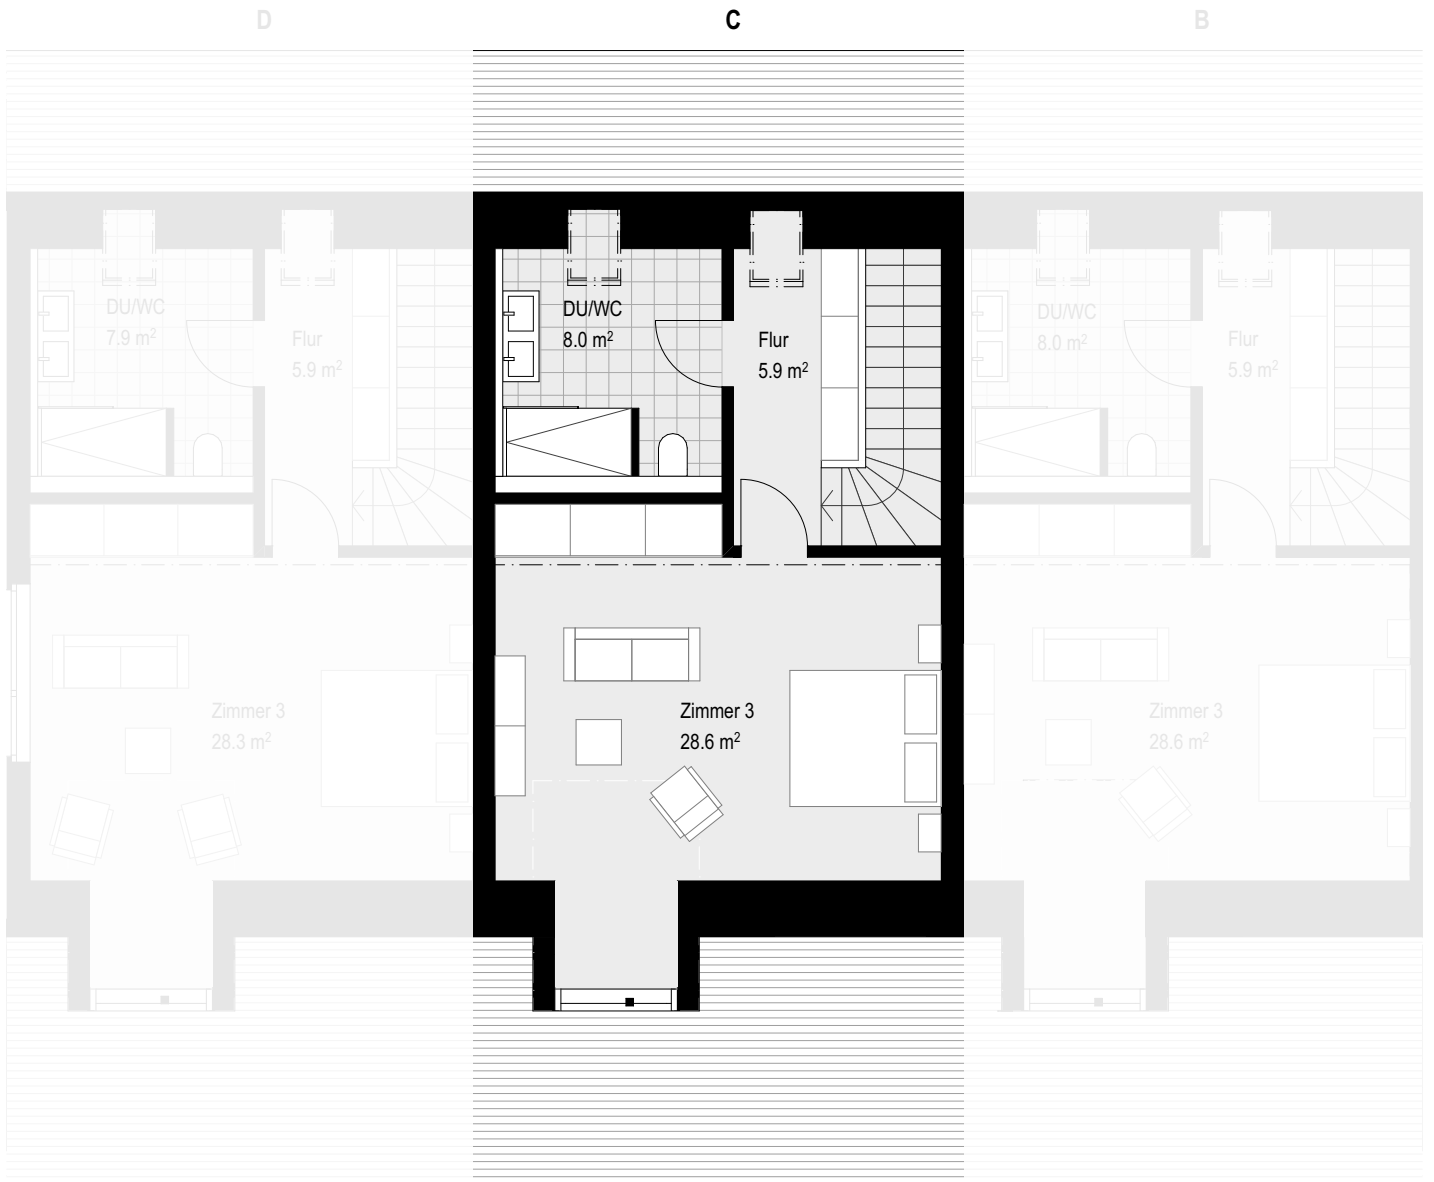 D
C
B
DU/WC
7.9 m²
Flur
5.9 m²
DU/WC
8.0 m²
Flur
5.9 m²
DU/WC
8.0 m²
Flur
5.9 m²
Zimmer 3
28.3 m²
Zimmer 3
28.6 m²
Zimmer 3
28.6 m²